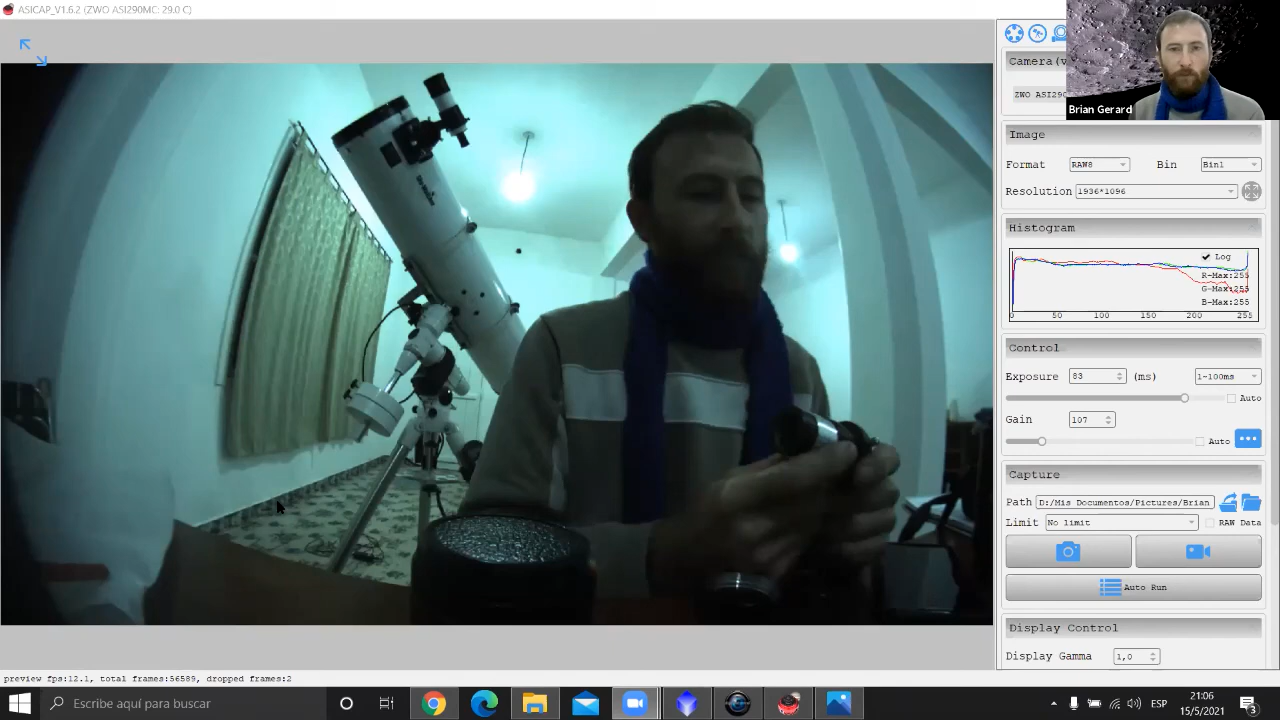 ASICAP_V1.6.2 (ZWO ASI290MC: 29.0 C)
Camera(v
ZWO ASI290
Brian Gerard
Image
Format RAW8 Bin Bin1
Resolution 1936*1096
Histogram
Log
R-Max:255
G-Max:255
B-Max:255
0 50 100 150 200 255
Control
Exposure 83 (ms) 1-100ms
Auto
Gain 107
Auto
Capture
Path D:/Mis Documentos/Pictures/Brian
Limit No limit RAW Data
Auto Run
Display Control
Display Gamma 1,0
preview fps:12.1, total frames:56589, dropped frames:2
Escribe aquí para buscar
ESP
21:06
15/5/2021
3